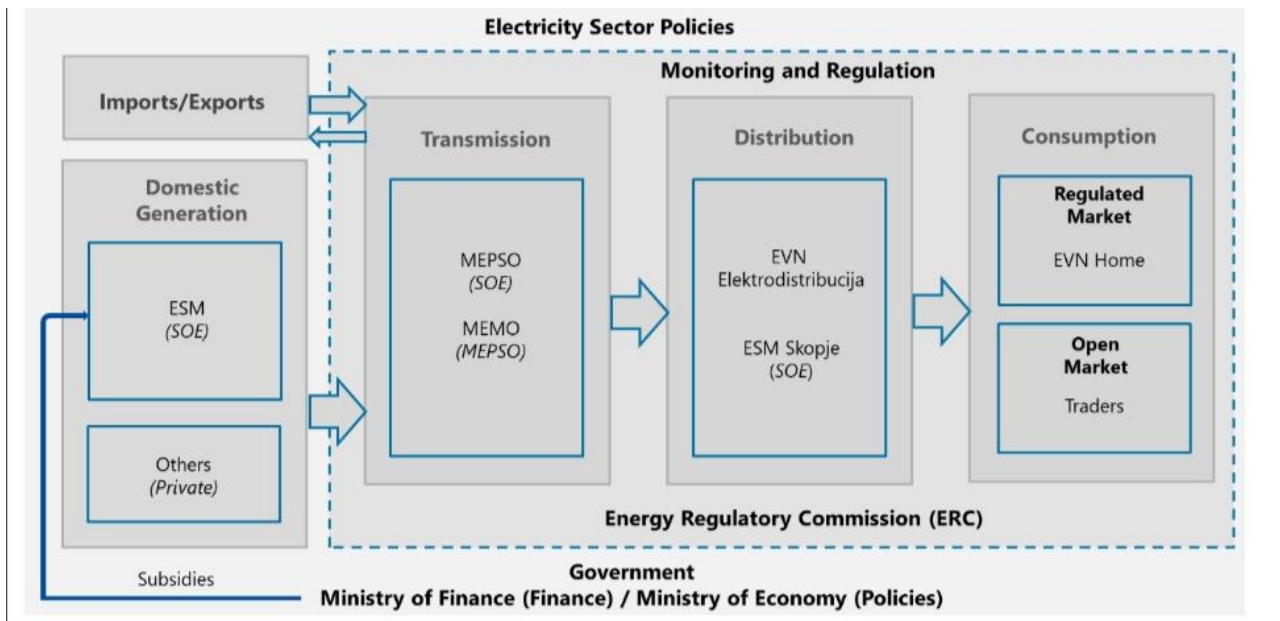 Electricity Sector Policies
Monitoring and Regulation
Imports/Exports
Domestic
Generation
ESM
(SOE)
Others
(Private)
Transmission
MEPSO
(SOE)
MEMO
(MEPSO)
Distribution
EVN
Elektrodistribucija
ESM Skopje
(SOE)
Consumption
Regulated
Market
EVN Home
Open
Market
Traders
Energy Regulatory Commission (ERC)
Subsidies
Government
Ministry of Finance (Finance) / Ministry of Economy (Policies)